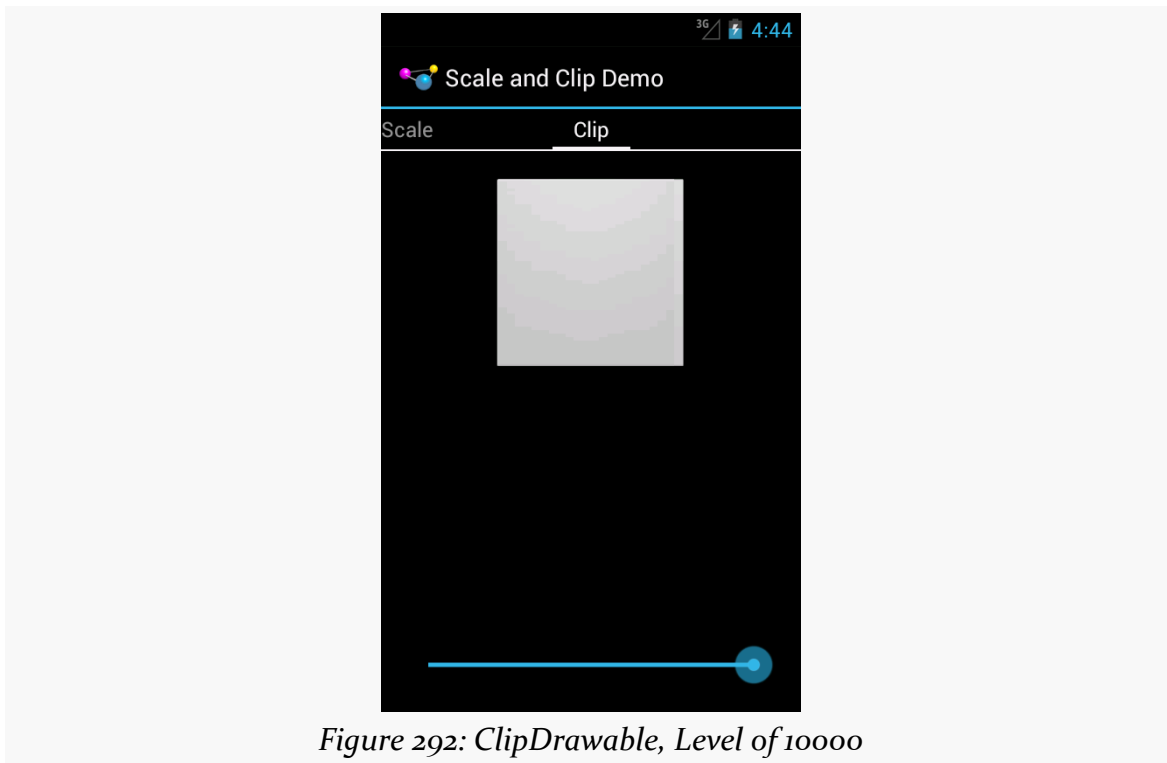 3G 4:44
Scale and Clip Demo
Scale Clip
Figure 292: ClipDrawable, Level of 10000